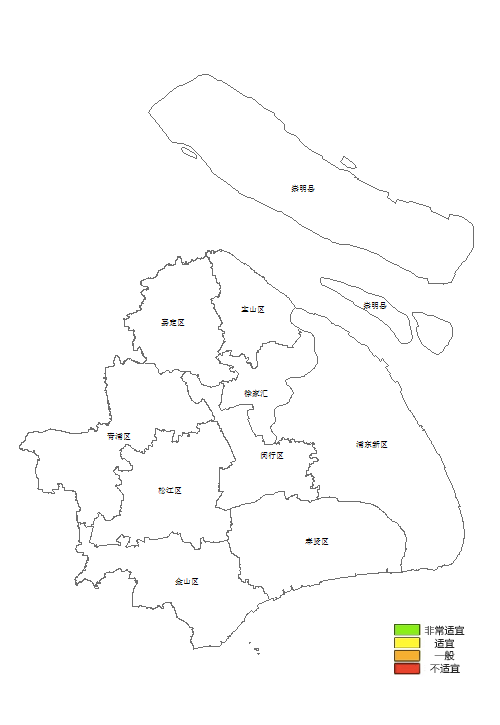 崇明县
崇明县
宝山区
嘉定区
徐家汇
青浦区
浦东新区
闵行区
松江区
奉贤区
金山区
非常适宜
适宜
一般
不适宜